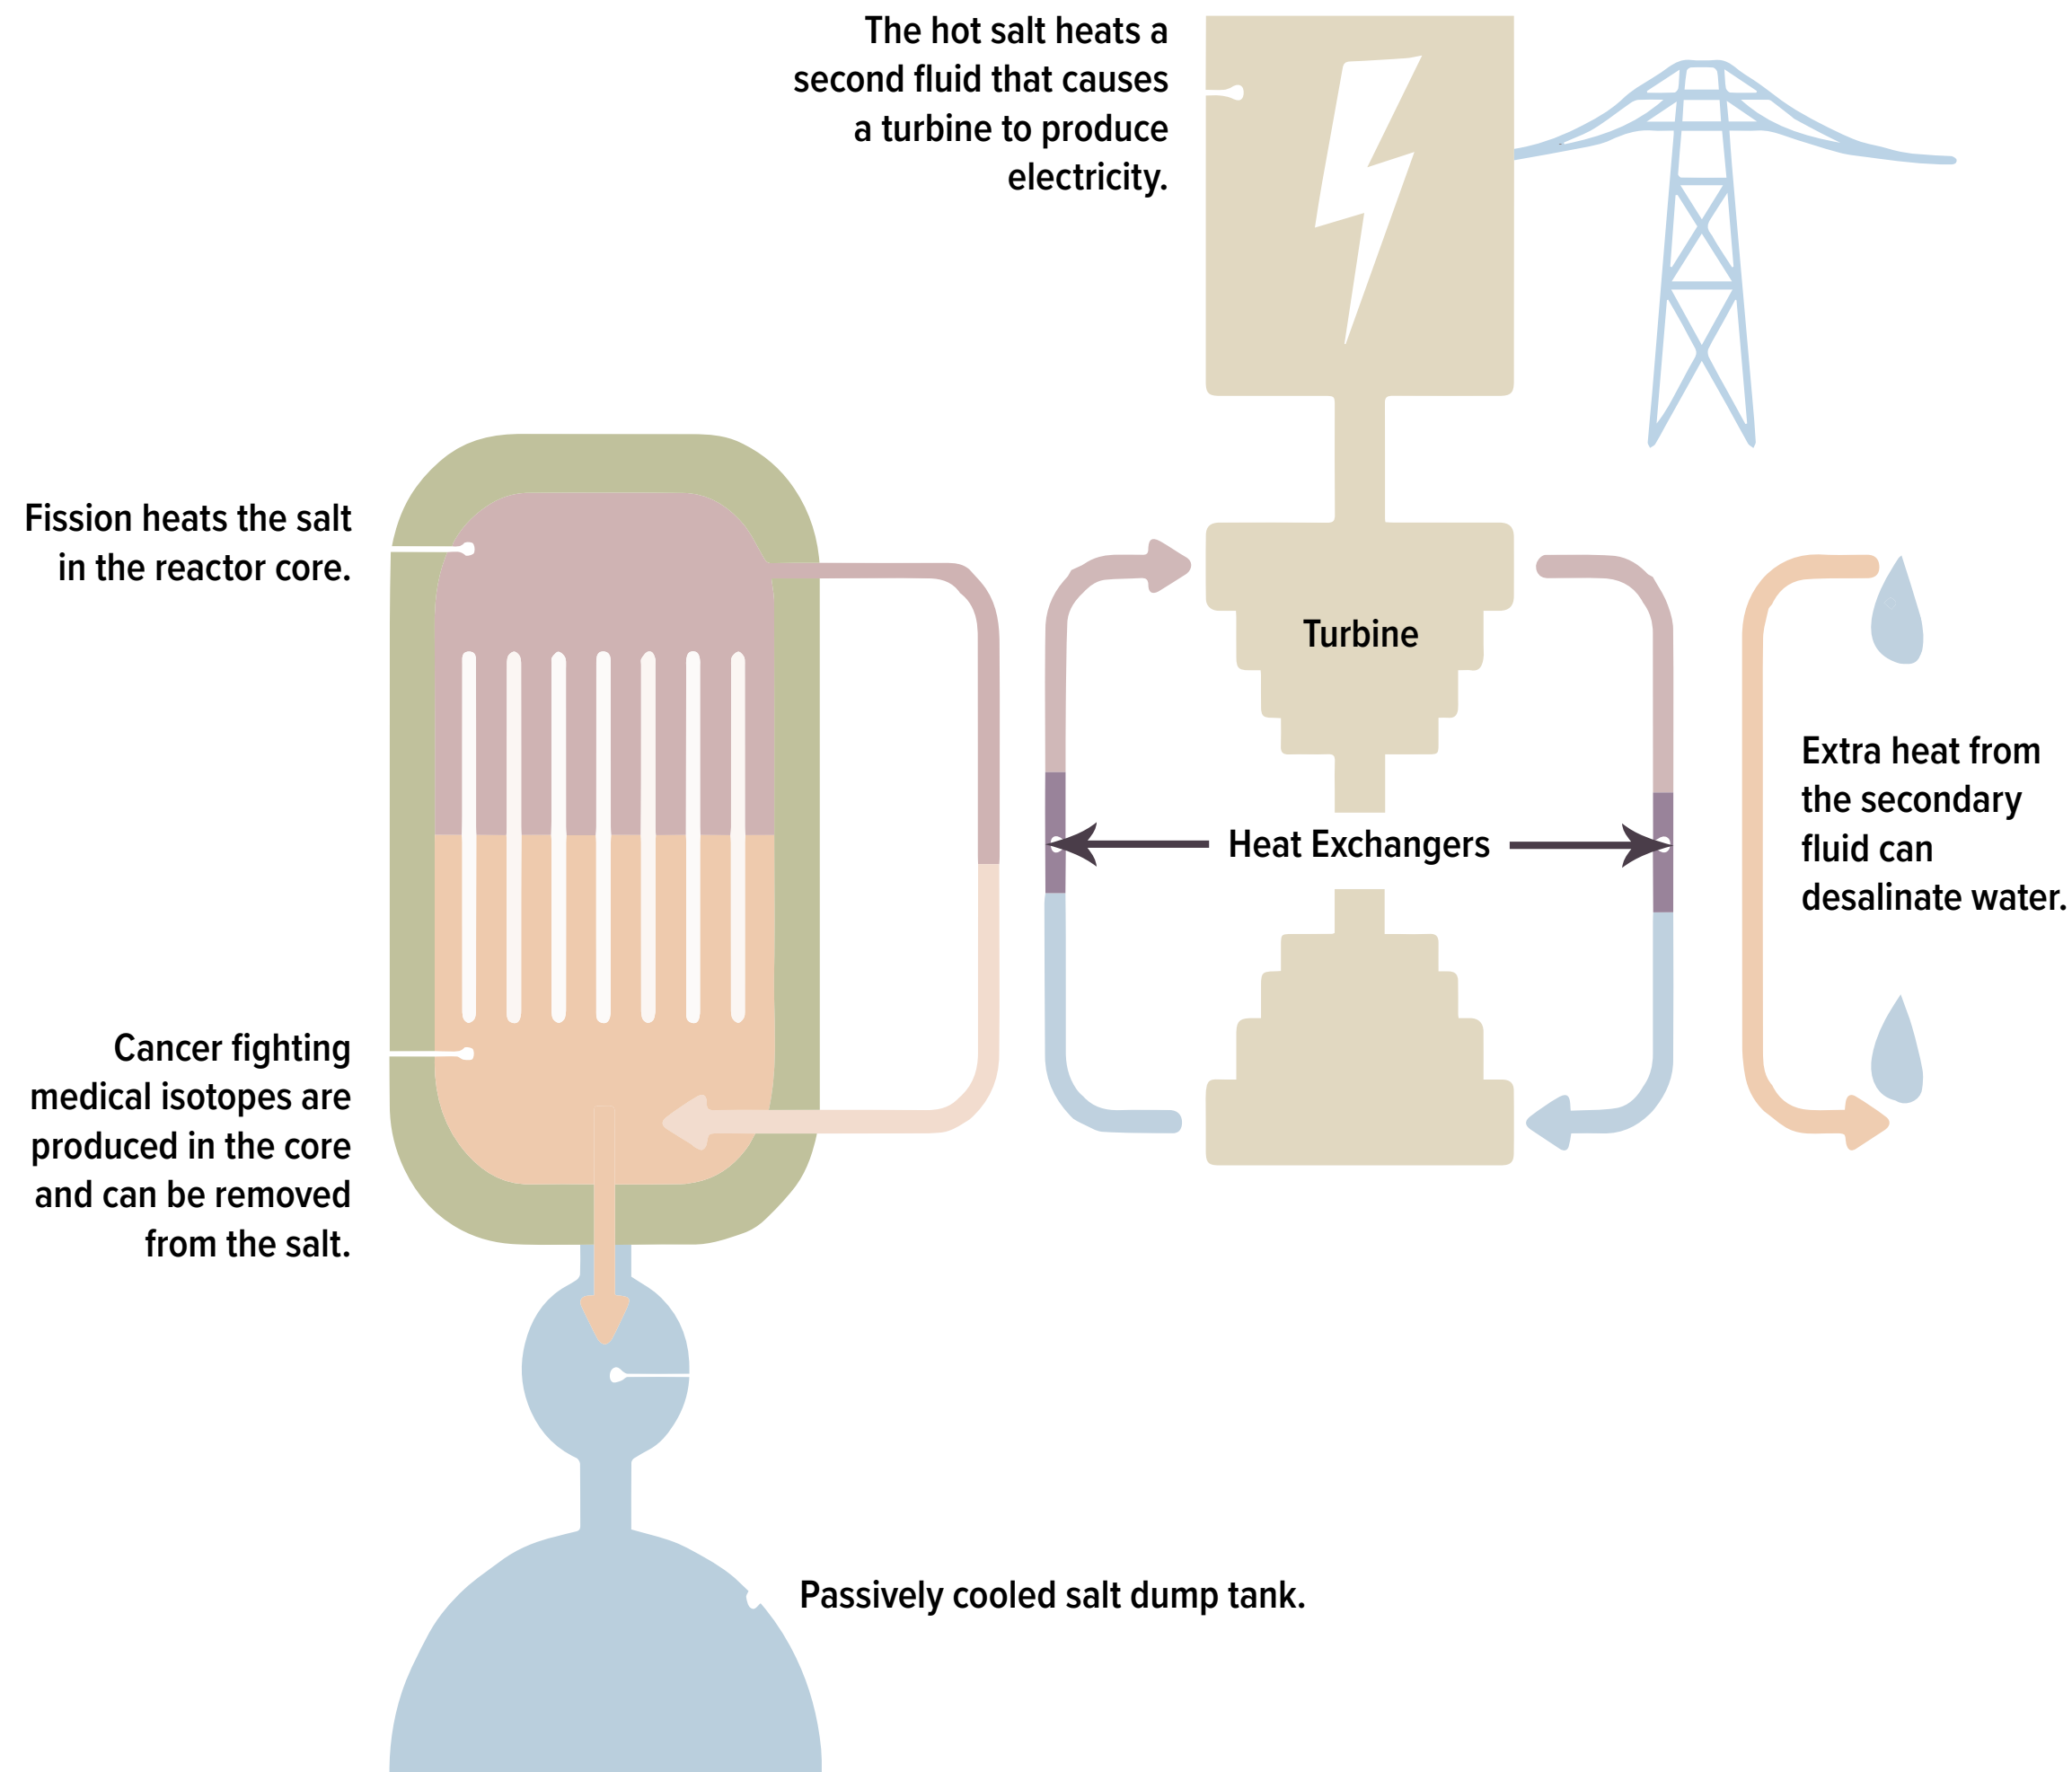 The hot salt heats a
second fluid that causes
a turbine to produce
electricity.
Fission heats the salt
in the reactor core.
Turbine
Extra heat from
the secondary
fluid can
desalinate water.
Heat Exchangers
Cancer fighting
medical isotopes are
produced in the core
and can be removed
from the salt.
Passively cooled salt dump tank.